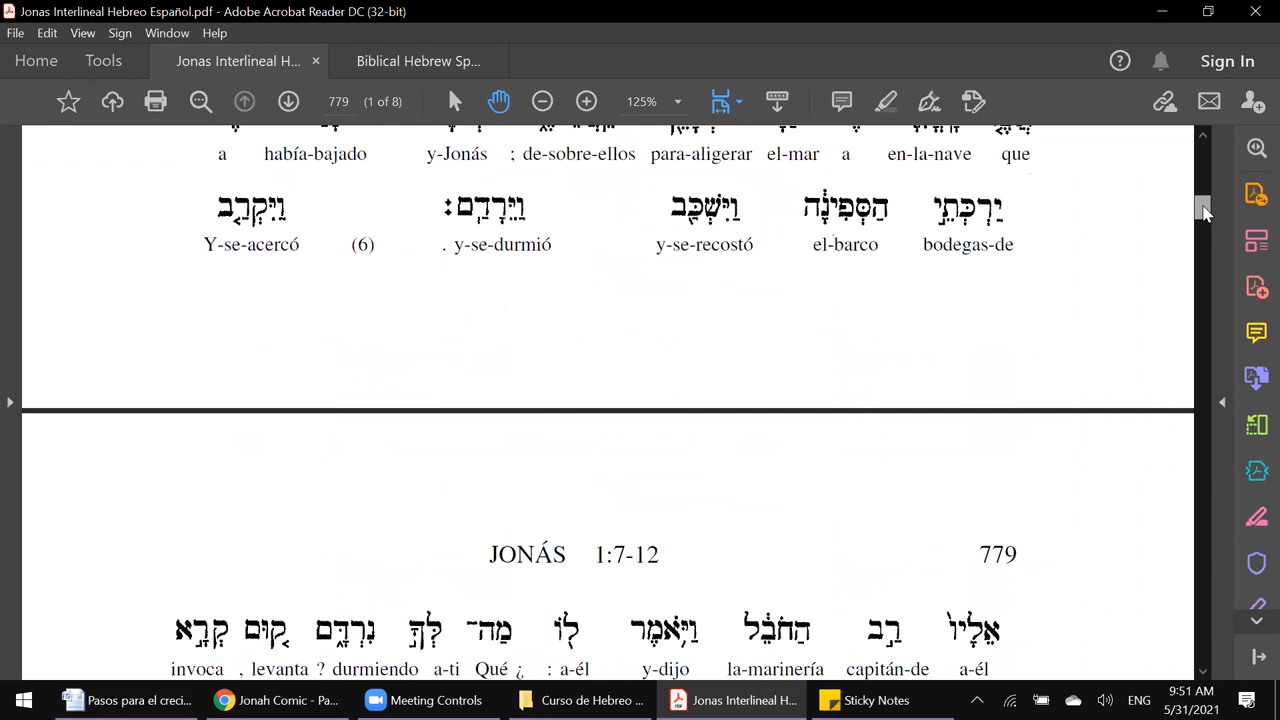 Jonas Interlineal Hebreo Español.pdf - Adobe Acrobat Reader DC (32-bit)
File Edit View Sign Window Help
Home Tools Jonas Interlineal H... × Biblical Hebrew Sp... Sign In
779 (1 of 8) 125%
a había-bajado y-Jonás ; de-sobre-ellos para-aligerar el-mar a en-la-nave que
יַרְכְּתֵ֣י הַסְּפִינָ֔ה וַיִּשְׁכַּ֖ב וַיֵּרָדַֽם׃ וַיִּקְרַ֤ב
Y-se-acercó (6) . y-se-durmió y-se-recostó el-barco bodegas-de
JONÁS 1:7-12 779
אֵלָיו֙ רַ֣ב הַחֹבֵ֔ל וַיֹּ֥אמֶר ל֖וֹ מַה־ לְּךָ֣ נִרְדָּ֑ם ק֚וּם קְרָ֣א
invoca , levanta ? durmiendo a-ti Qué ¿ : a-él y-dijo la-marinería capitán-de a-él
Pasos para el creci... Jonah Comic - Pa... Meeting Controls Curso de Hebreo ... Jonas Interlineal H... Sticky Notes ENG 9:51 AM
5/31/2021